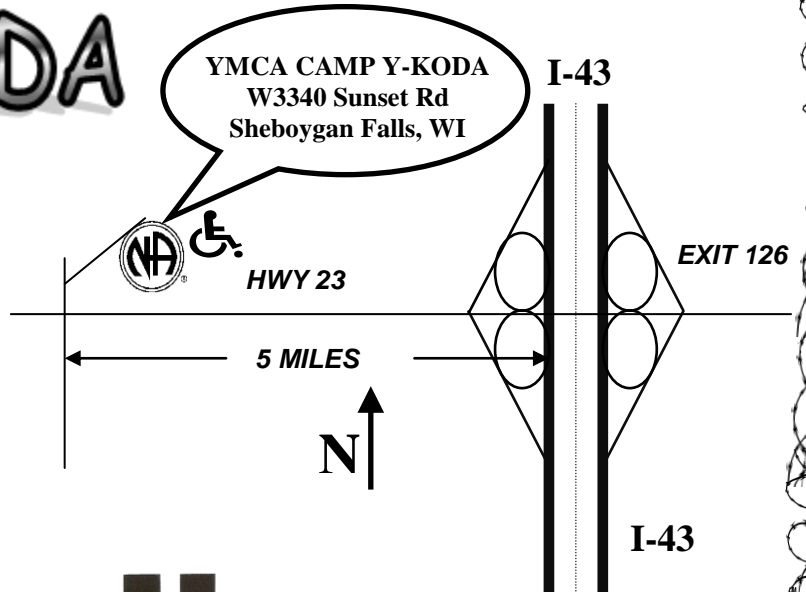 DA
YMCA CAMP Y-KODA
W3340 Sunset Rd
Sheboygan Falls, WI
I-43
NA
®
EXIT 126
HWY 23
5 MILES
N
I-43